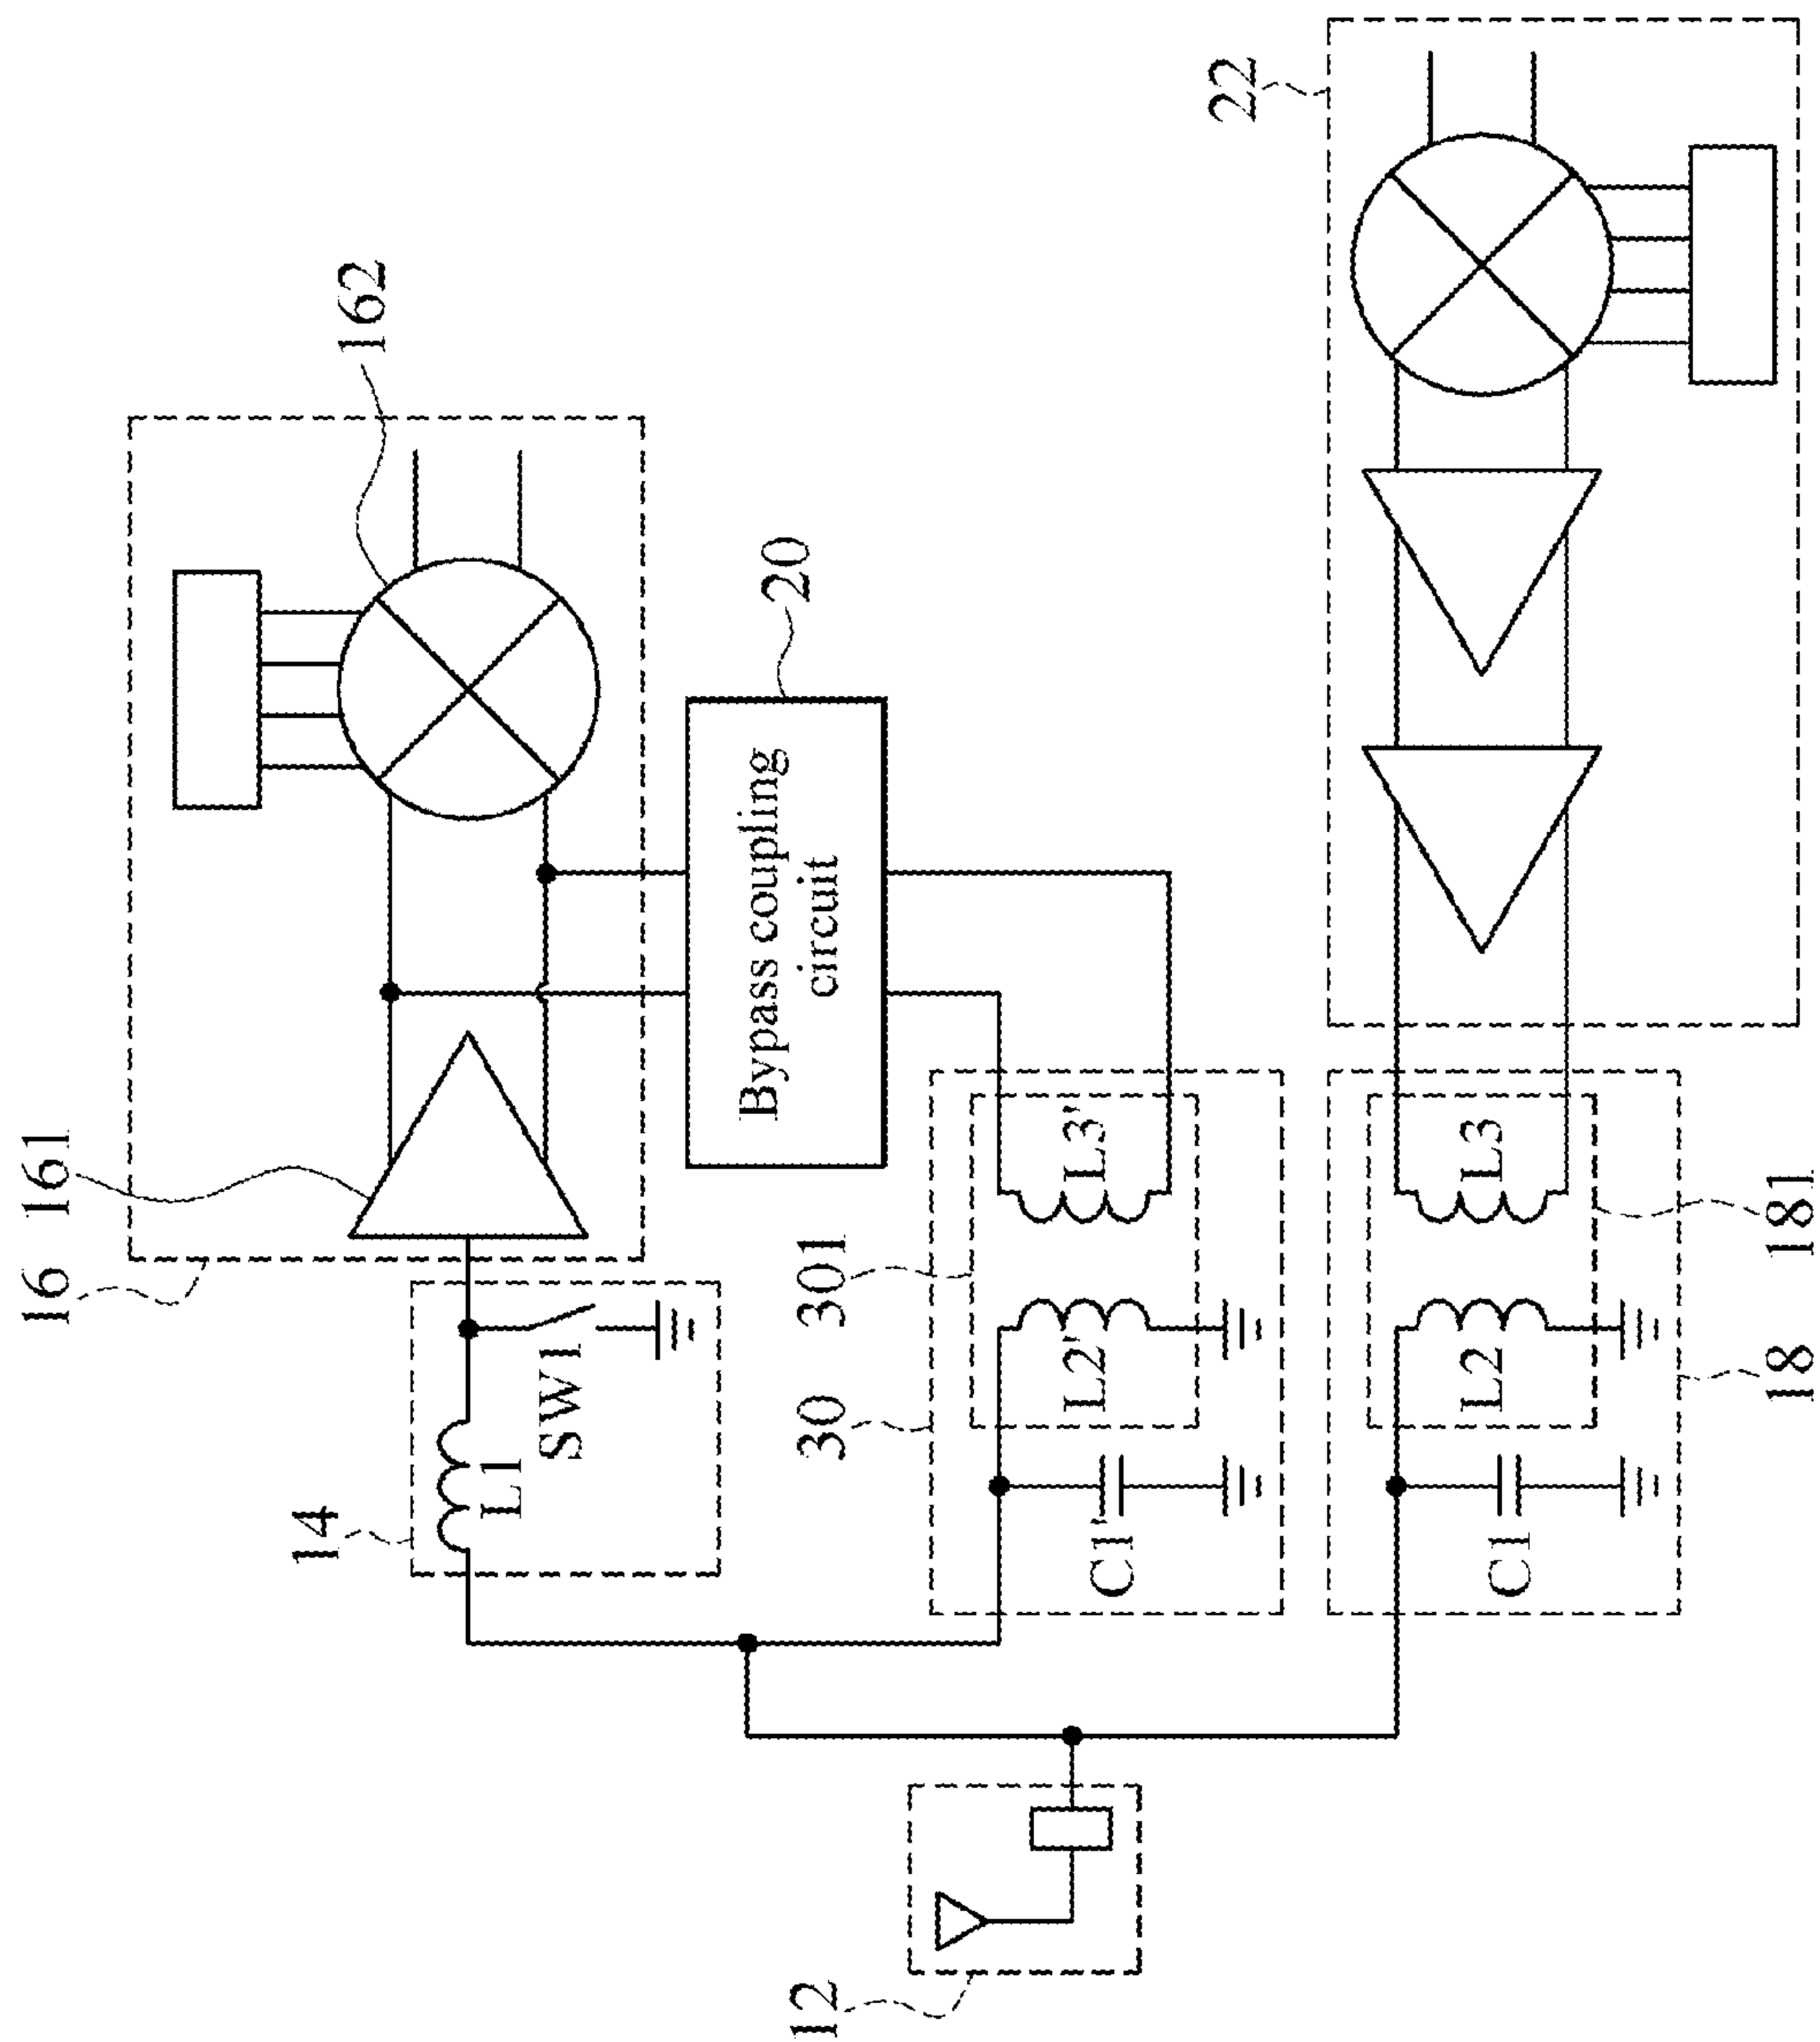 16
161
162
14
L1
SW1
Bypass coupling
circuit
20
22
12
30
301
C1'
L2'
L3'
C1
L2
L3
18
181